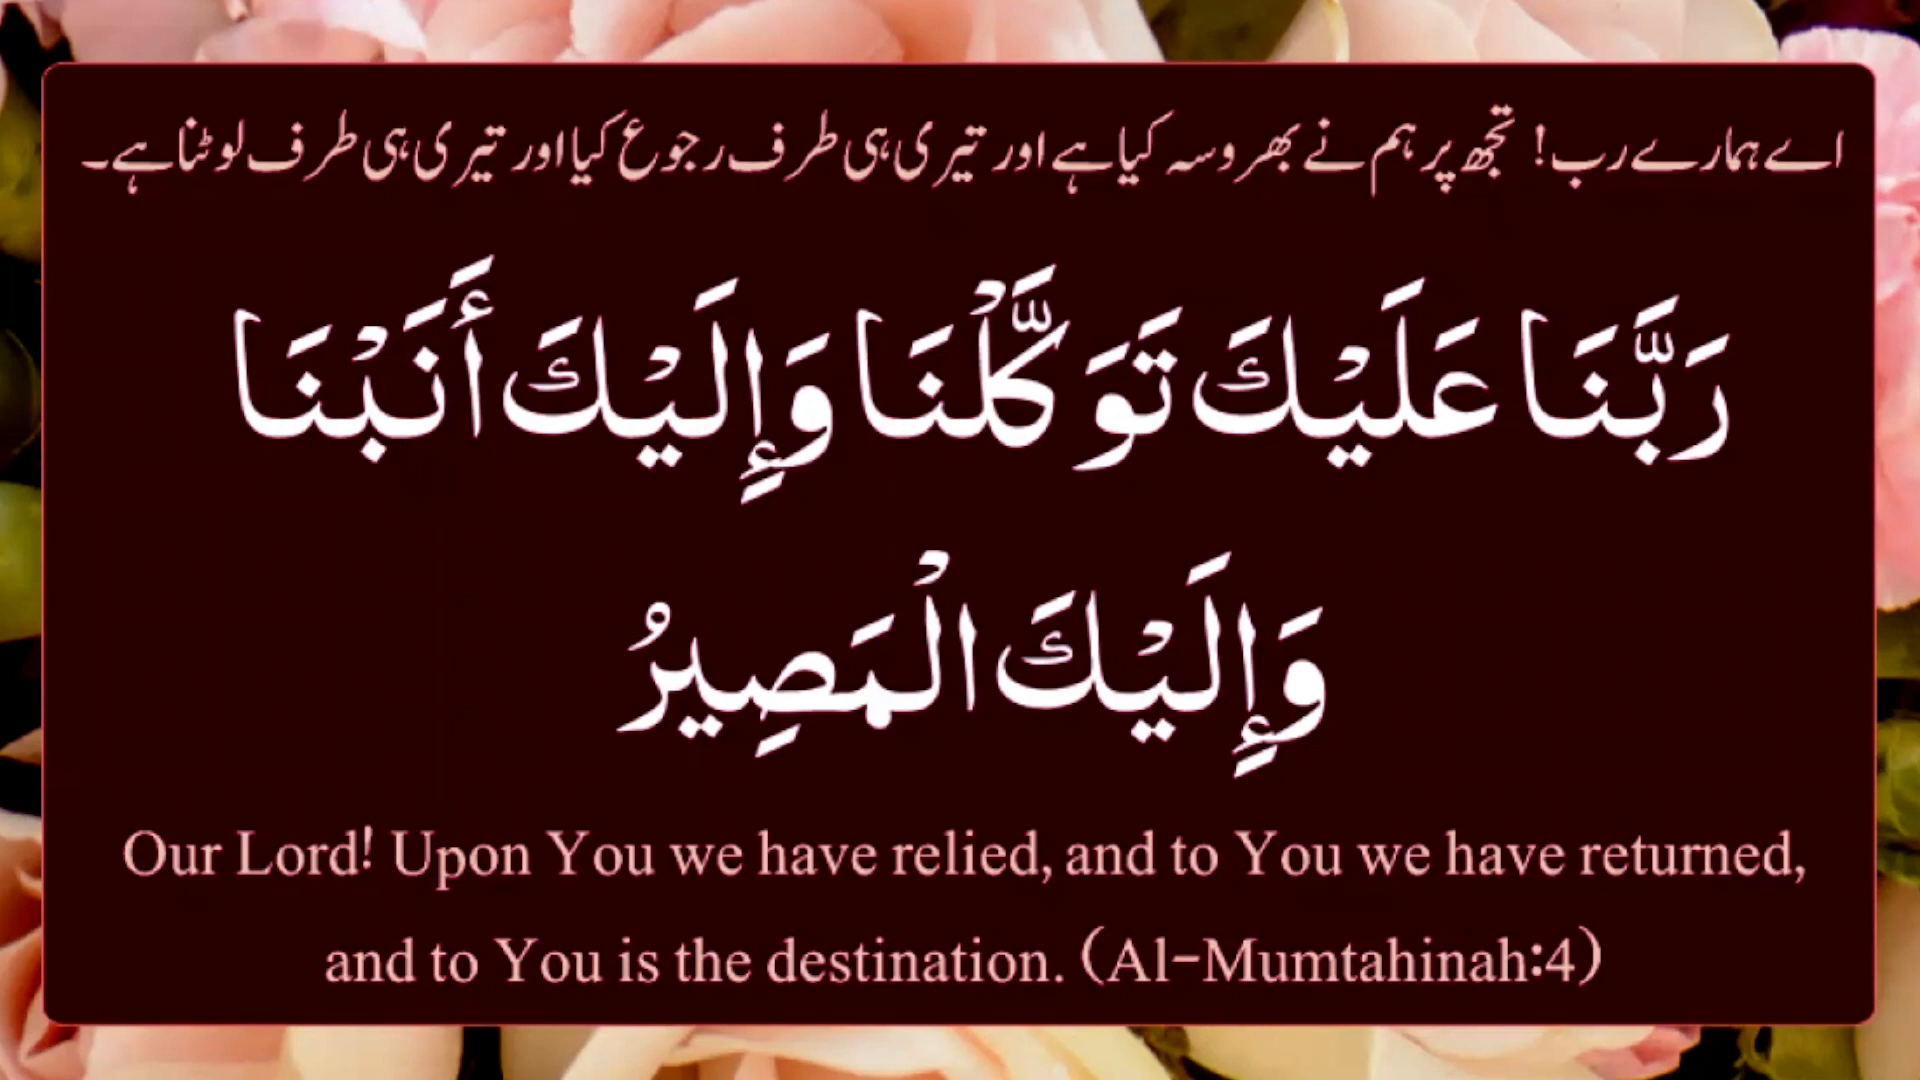 اے ہمارے رب! تجھ پر ہم نے بھروسہ کیا ہے اور تیری ہی طرف رجوع کیا اور تیری ہی طرف لوٹنا ہے۔
رَبَّنَا عَلَيْكَ تَوَكَّلْنَا وَإِلَيْكَ أَنَبْنَا
وَإِلَيْكَ الْمَصِيرُ
Our Lord! Upon You we have relied, and to You we have returned,
and to You is the destination. (Al-Mumtahinah:4)